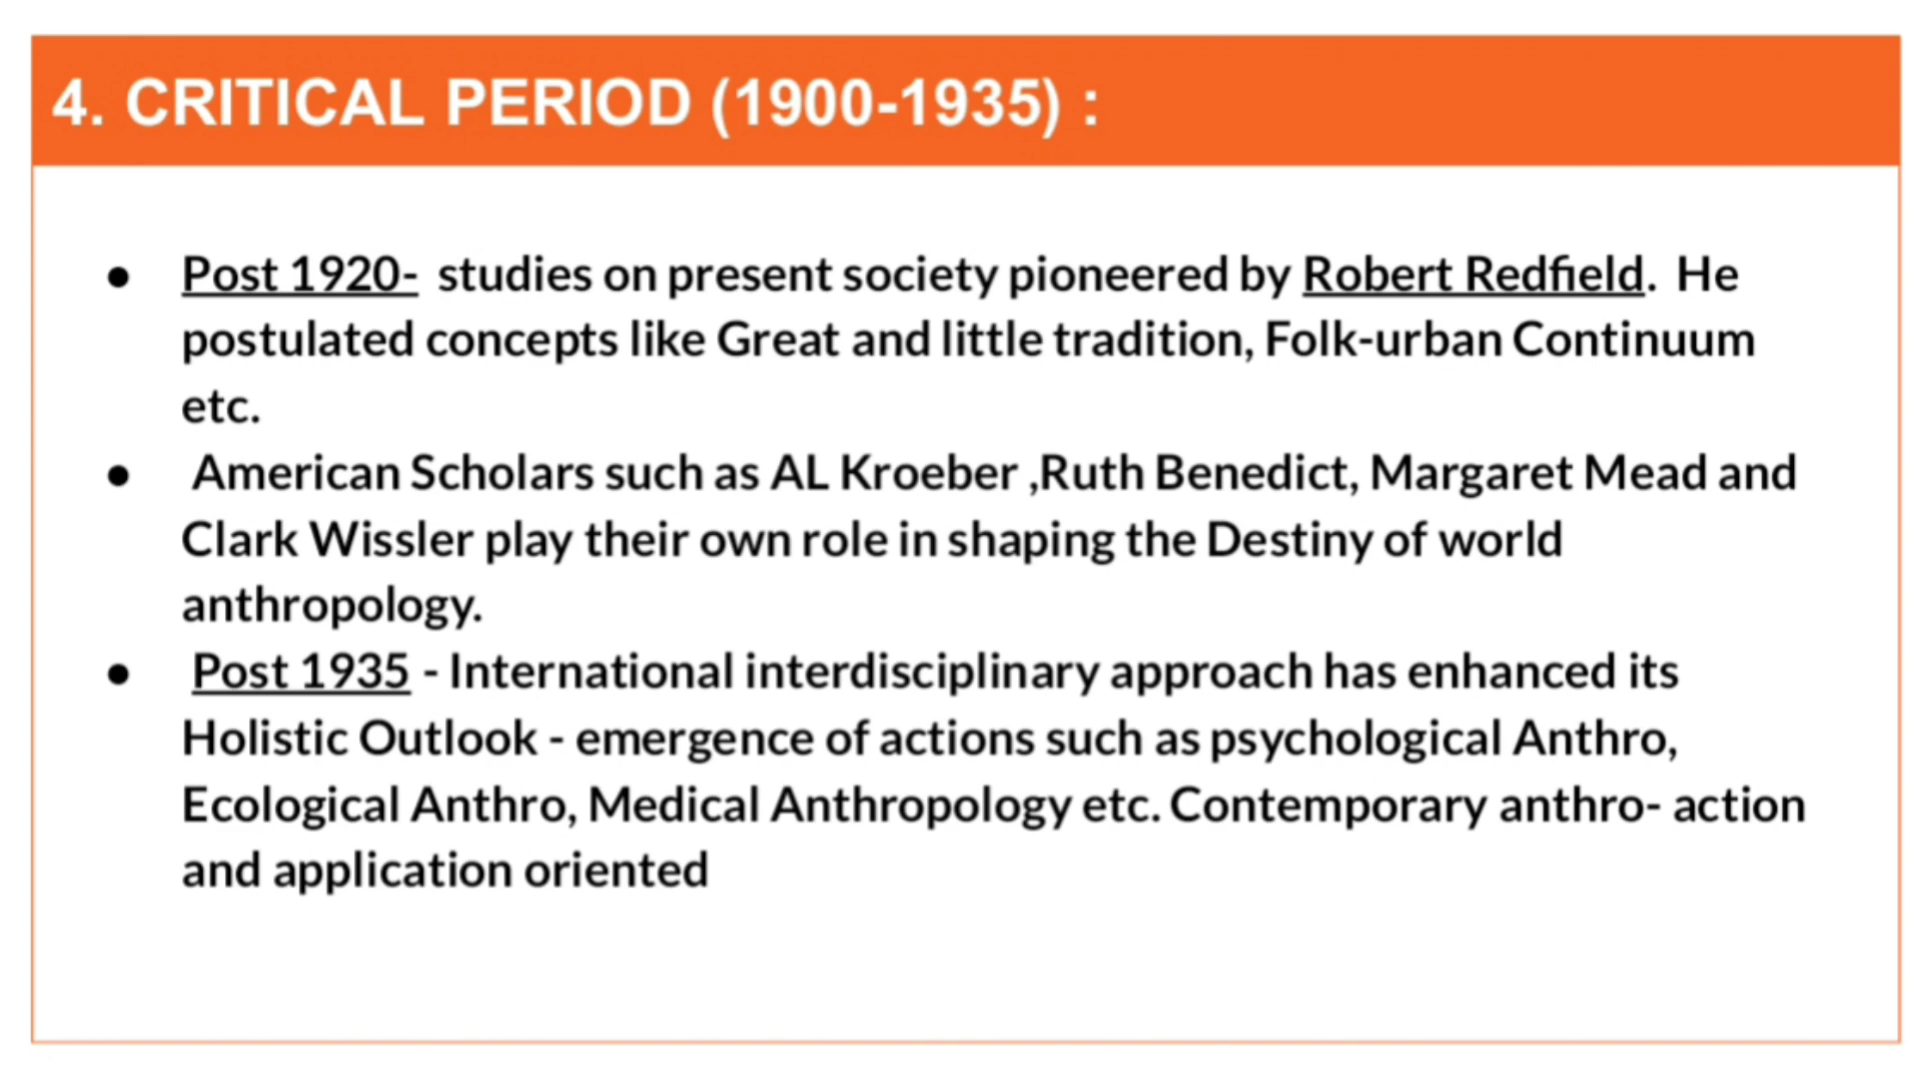 4. CRITICAL PERIOD (1900-1935) :
● Post 1920- studies on present society pioneered by Robert Redfield. He
postulated concepts like Great and little tradition, Folk-urban Continuum
etc.
● American Scholars such as AL Kroeber ,Ruth Benedict, Margaret Mead and
Clark Wissler play their own role in shaping the Destiny of world
anthropology.
● Post 1935 - International interdisciplinary approach has enhanced its
Holistic Outlook - emergence of actions such as psychological Anthro,
Ecological Anthro, Medical Anthropology etc. Contemporary anthro- action
and application oriented